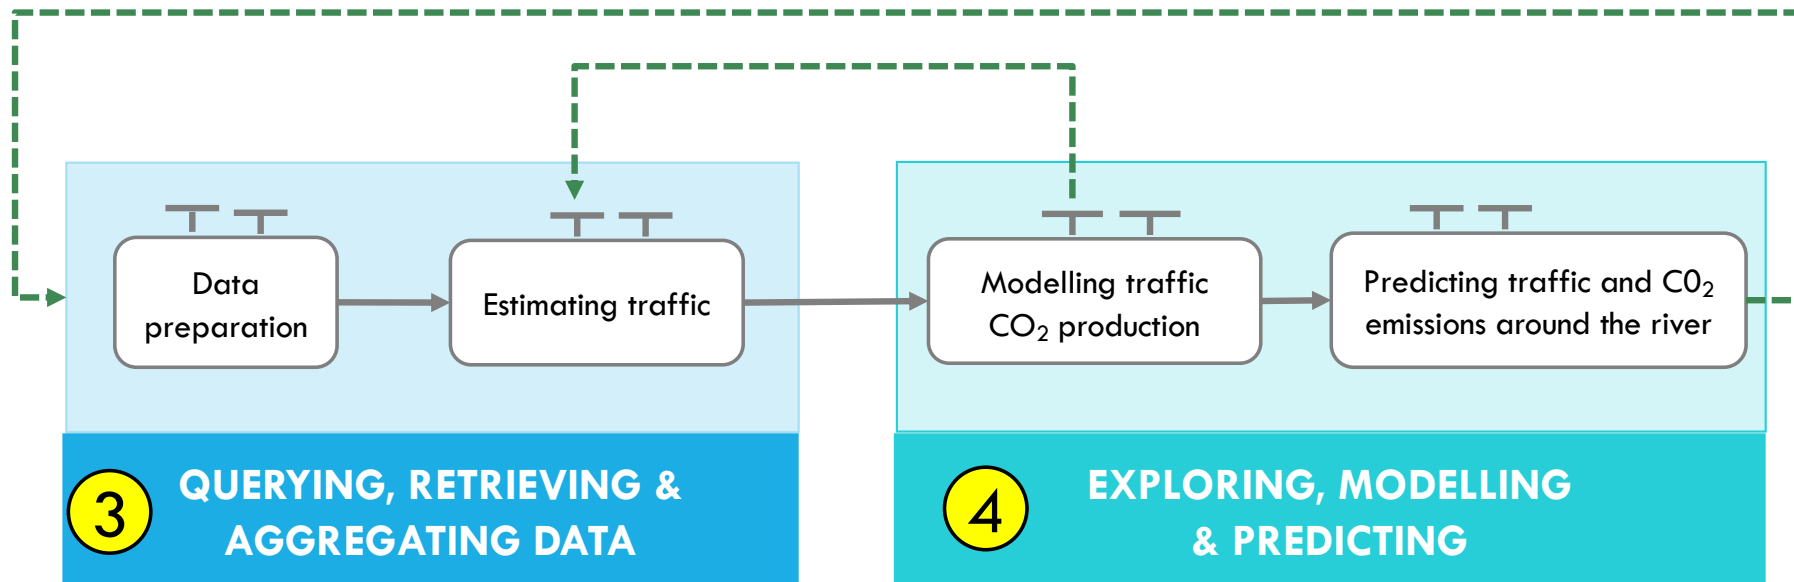 Data
preparation
Estimating traffic
Modelling traffic
CO₂ production
Predicting traffic and C0₂
emissions around the river
3
QUERYING, RETRIEVING &
AGGREGATING DATA
4
EXPLORING, MODELLING
& PREDICTING